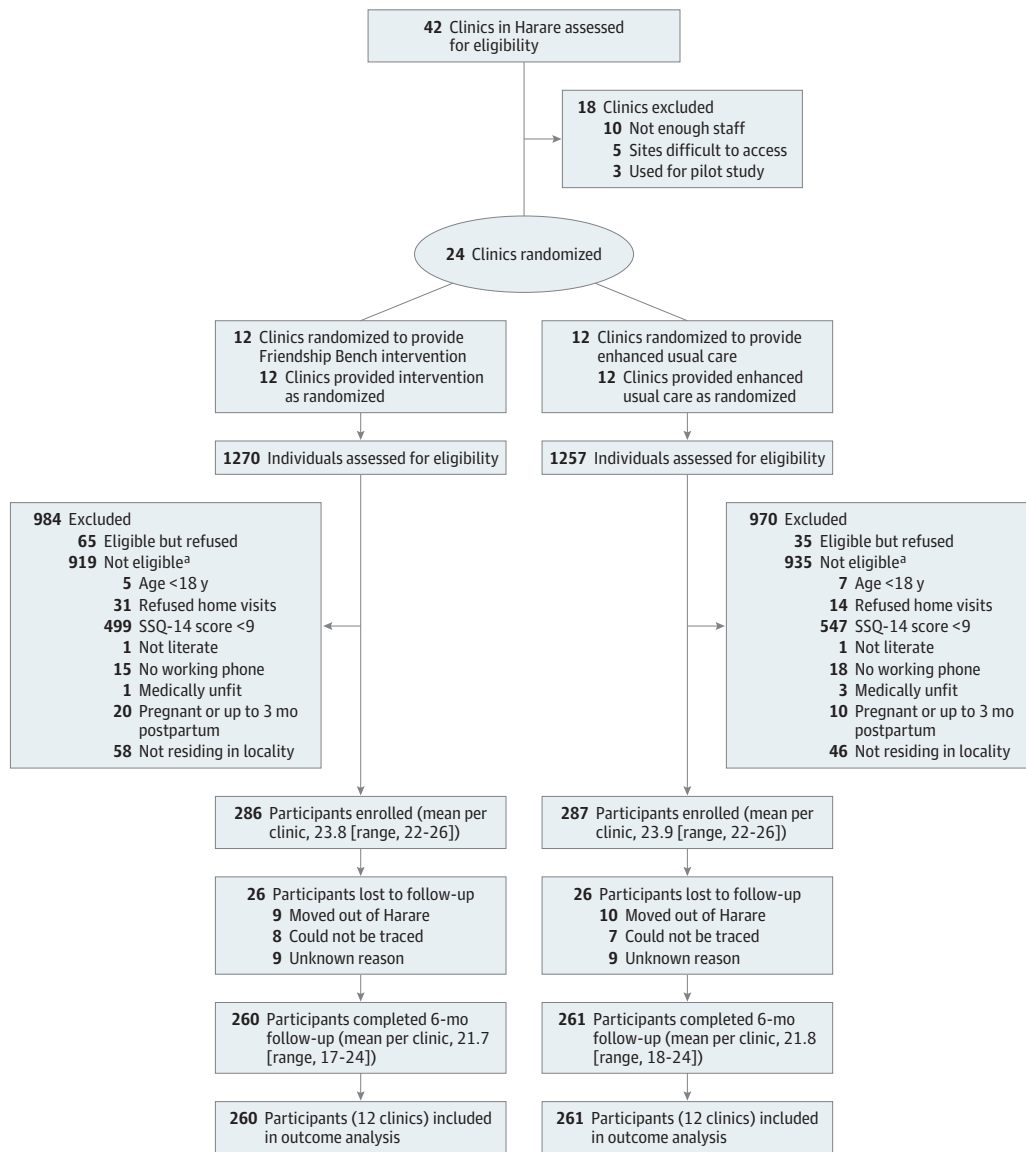 42 Clinics in Harare assessed
for eligibility
18 Clinics excluded
10 Not enough staff
5 Sites difficult to access
3 Used for pilot study
24 Clinics randomized
12 Clinics randomized to provide
Friendship Bench intervention
12 Clinics provided intervention
as randomized
12 Clinics randomized to provide
enhanced usual care
12 Clinics provided enhanced
usual care as randomized
1270 Individuals assessed for eligibility
1257 Individuals assessed for eligibility
984 Excluded
65 Eligible but refused
919 Not eligibleᵃ
5 Age <18 y
31 Refused home visits
499 SSQ-14 score <9
1 Not literate
15 No working phone
1 Medically unfit
20 Pregnant or up to 3 mo
postpartum
58 Not residing in locality
970 Excluded
35 Eligible but refused
935 Not eligibleᵃ
7 Age <18 y
14 Refused home visits
547 SSQ-14 score <9
1 Not literate
18 No working phone
3 Medically unfit
10 Pregnant or up to 3 mo
postpartum
46 Not residing in locality
286 Participants enrolled (mean per
clinic, 23.8 [range, 22-26])
287 Participants enrolled (mean per
clinic, 23.9 [range, 22-26])
26 Participants lost to follow-up
9 Moved out of Harare
8 Could not be traced
9 Unknown reason
26 Participants lost to follow-up
10 Moved out of Harare
7 Could not be traced
9 Unknown reason
260 Participants completed 6-mo
follow-up (mean per clinic, 21.7
[range, 17-24])
261 Participants completed 6-mo
follow-up (mean per clinic, 21.8
[range, 18-24])
260 Participants (12 clinics) included
in outcome analysis
261 Participants (12 clinics) included
in outcome analysis